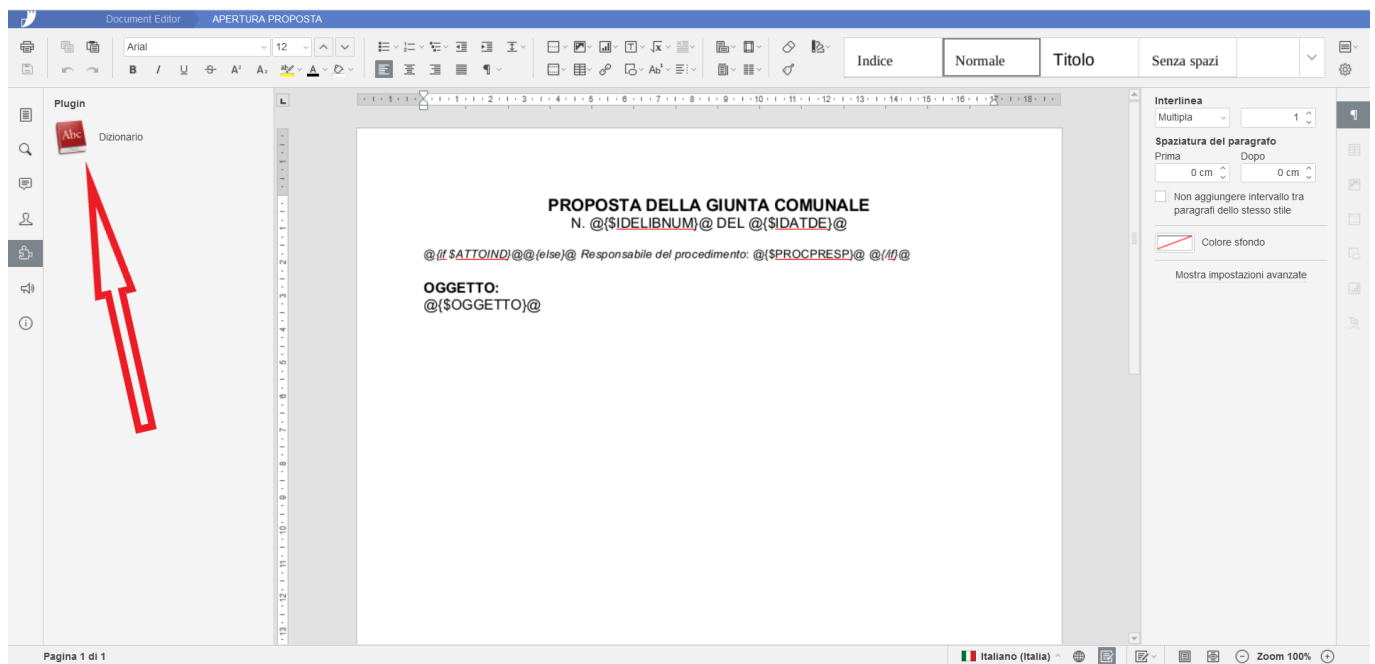 Document Editor APERTURA PROPOSTA
Arial 12
Indice Normale Titolo Senza spazi
Plugin
Abc Dizionario
Interlinea
Multipla 1
Spaziatura del paragrafo
Prima Dopo
0 cm 0 cm
Non aggiungere intervallo tra
paragrafi dello stesso stile
Colore sfondo
Mostra impostazioni avanzate
PROPOSTA DELLA GIUNTA COMUNALE
N. @{$IDELIBNUM}@ DEL @{$IDATDE}@
@{if $ATTOIND}@@{else}@ Responsabile del procedimento: @{$PROCPRESP}@ @{/if}@
OGGETTO:
@{$OGGETTO}@
Pagina 1 di 1
Italiano (Italia)
Zoom 100%